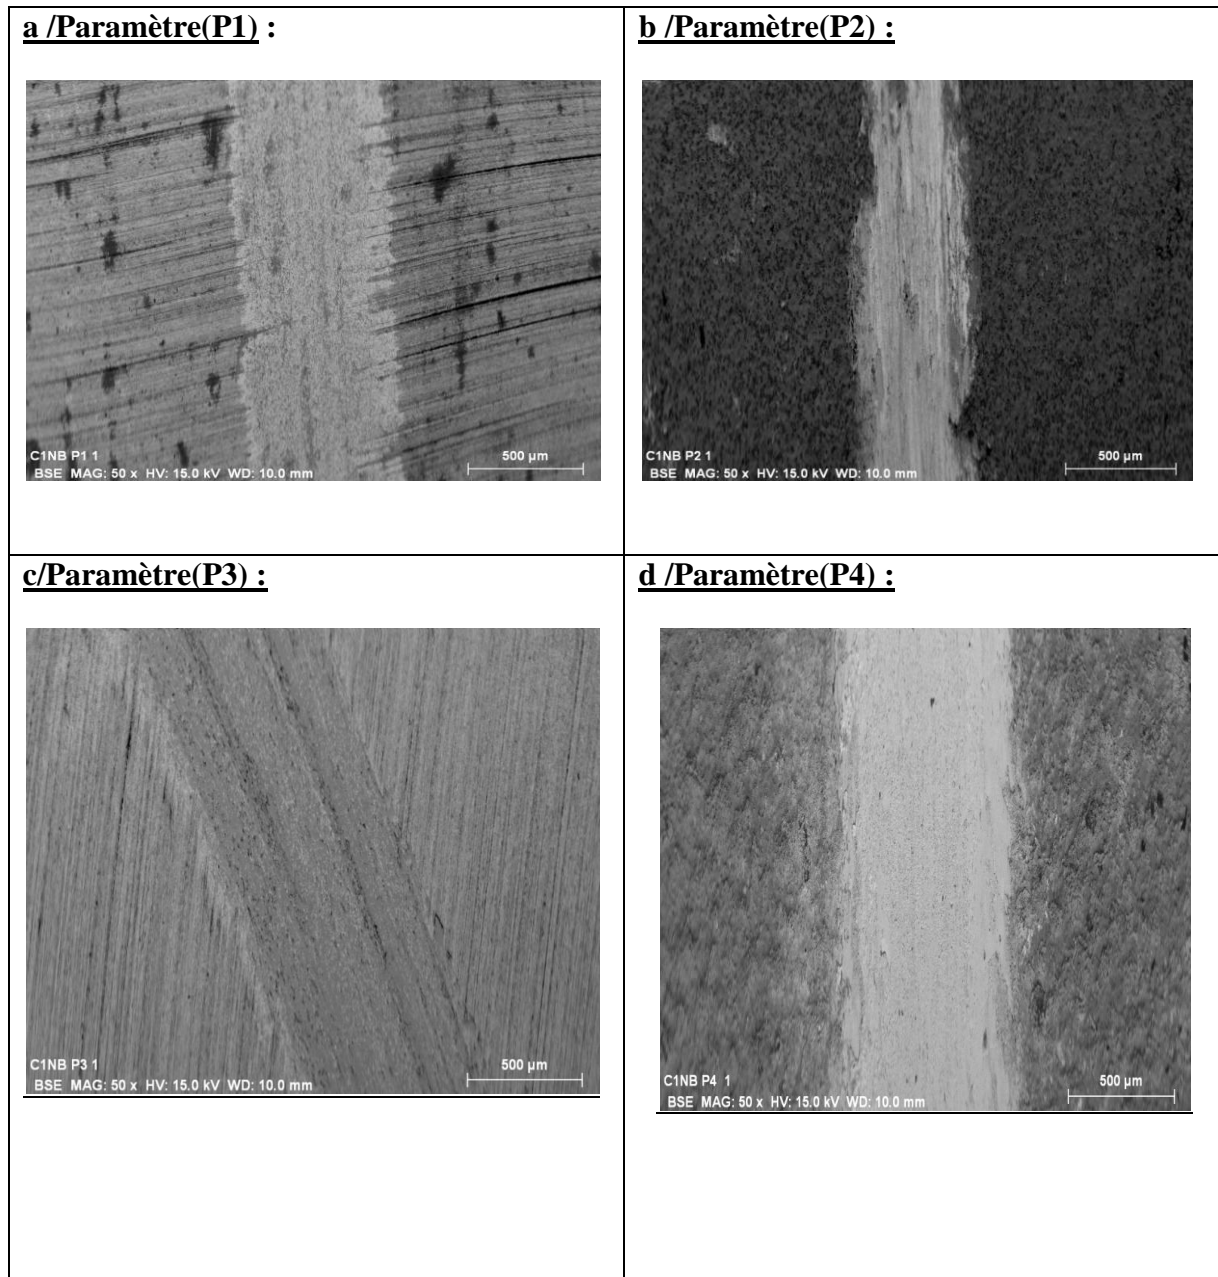 a /Paramètre(P1) :
b /Paramètre(P2) :
C1NB P1 1
500 µm
BSE MAG: 50 x HV: 15.0 kV WD: 10.0 mm
C1NB P2 1
500 µm
BSE MAG: 50 x HV: 15.0 kV WD: 10.0 mm
c/Paramètre(P3) :
d /Paramètre(P4) :
C1NB P3 1
500 µm
BSE MAG: 50 x HV: 15.0 kV WD: 10.0 mm
C1NB P4 1
500 µm
BSE MAG: 50 x HV: 15.0 kV WD: 10.0 mm